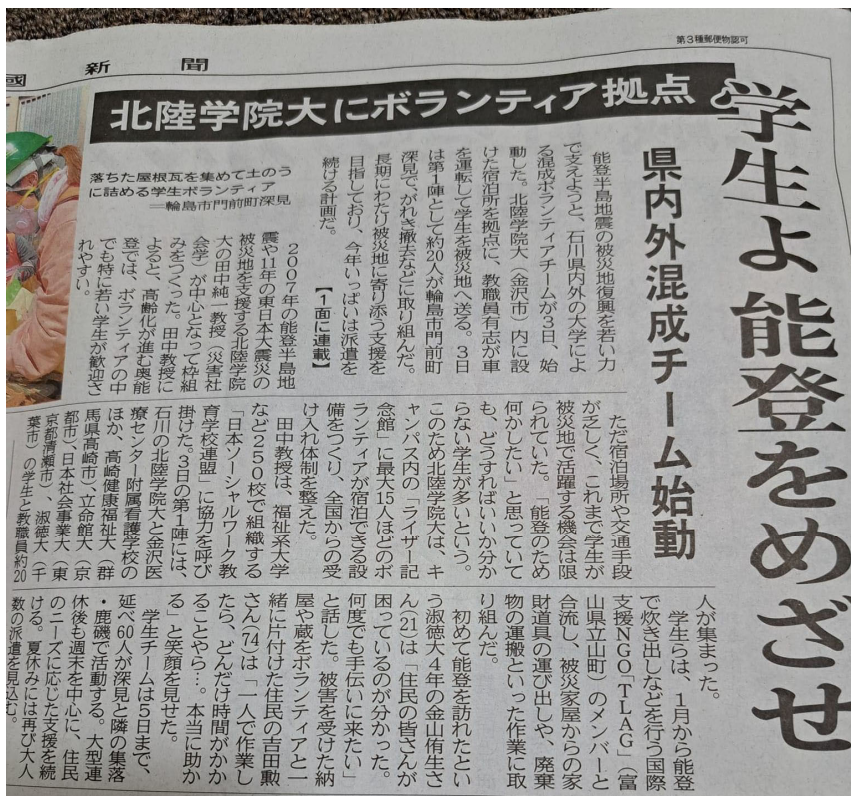 第3種郵便物認可
國新聞
学生よ能登をめざせ
北陸学院大にボランティア拠点
県内外混成チーム始動
能登半島地震の被災地復興を若い力
で支えようと、石川県内外の大学によ
る混成ボランティアチームが3日、始
動した。北陸学院大（金沢市）内に設
けた宿泊所を拠点に、教職員有志が車
を運転して学生を被災地へ送る。3日
は第1陣として約20人が輪島市門前町
深見で、がれき撤去などに取り組んだ。
長期にわたり被災地に寄り添う支援を
目指しており、今年いっぱいは派遣を
続ける計画だ。
【1面に連載】
落ちた屋根瓦を集めて土のう
に詰める学生ボランティア
＝輪島市門前町深見
2007年の能登半島地
震や11年の東日本大震災の
被災地を支援する北陸学院
大の田中純一教授（災害社
会学）が中心となって枠組
みをつくった。田中教授に
よると、高齢化が進む奥能
登では、ボランティアの中
でも特に若い学生が歓迎さ
れやすい。
ただ宿泊場所や交通手段
が乏しく、これまで学生が
被災地で活躍する機会は限
られていた。「能登のため
何かしたい」と思っていて
も、どうすればいいか分か
らない学生が多いという。
このため北陸学院大は、キ
ャンパス内の「ライザー記
念館」に最大15人ほどのボ
ランティアが宿泊できる設
備をつくり、全国からの受
け入れ体制を整えた。
田中教授は、福祉系大学
など250校で組織する
「日本ソーシャルワーク教
育学校連盟」に協力を呼び
掛けた。3日の第1陣には、
石川の北陸学院大と金沢医
療センター附属看護学校の
ほか、高崎健康福祉大（群
馬県高崎市）、立命館大（京
都市）、日本社会事業大（東
京都清瀬市）、淑徳大（千
葉市）の学生と教職員約20
人が集まった。
学生らは、1月から能登
で炊き出しなどを行う国際
支援NGO「TLAG」（富
山県立山町）のメンバーと
合流し、被災家屋からの家
財道具の運び出しや、廃棄
物の運搬といった作業に取
り組んだ。
初めて能登を訪れたとい
う淑徳大4年の金山侑生さ
ん（21）は「住民の皆さんが
困っているのが分かった。
何度でも手伝いに来たい」
と話した。被害を受けた納
屋や蔵をボランティアと一
緒に片付けた住民の吉田勲
さん（74）は「一人で作業し
たら、どんだけ時間がかか
ることやら…。本当に助か
る」と笑顔を見せた。
学生チームは5日まで、
延べ60人が深見と隣の集落
・鹿磯で活動する。大型連
休後も週末を中心に、住民
のニーズに応じた支援を続
ける。夏休みには再び大人
数の派遣を見込む。